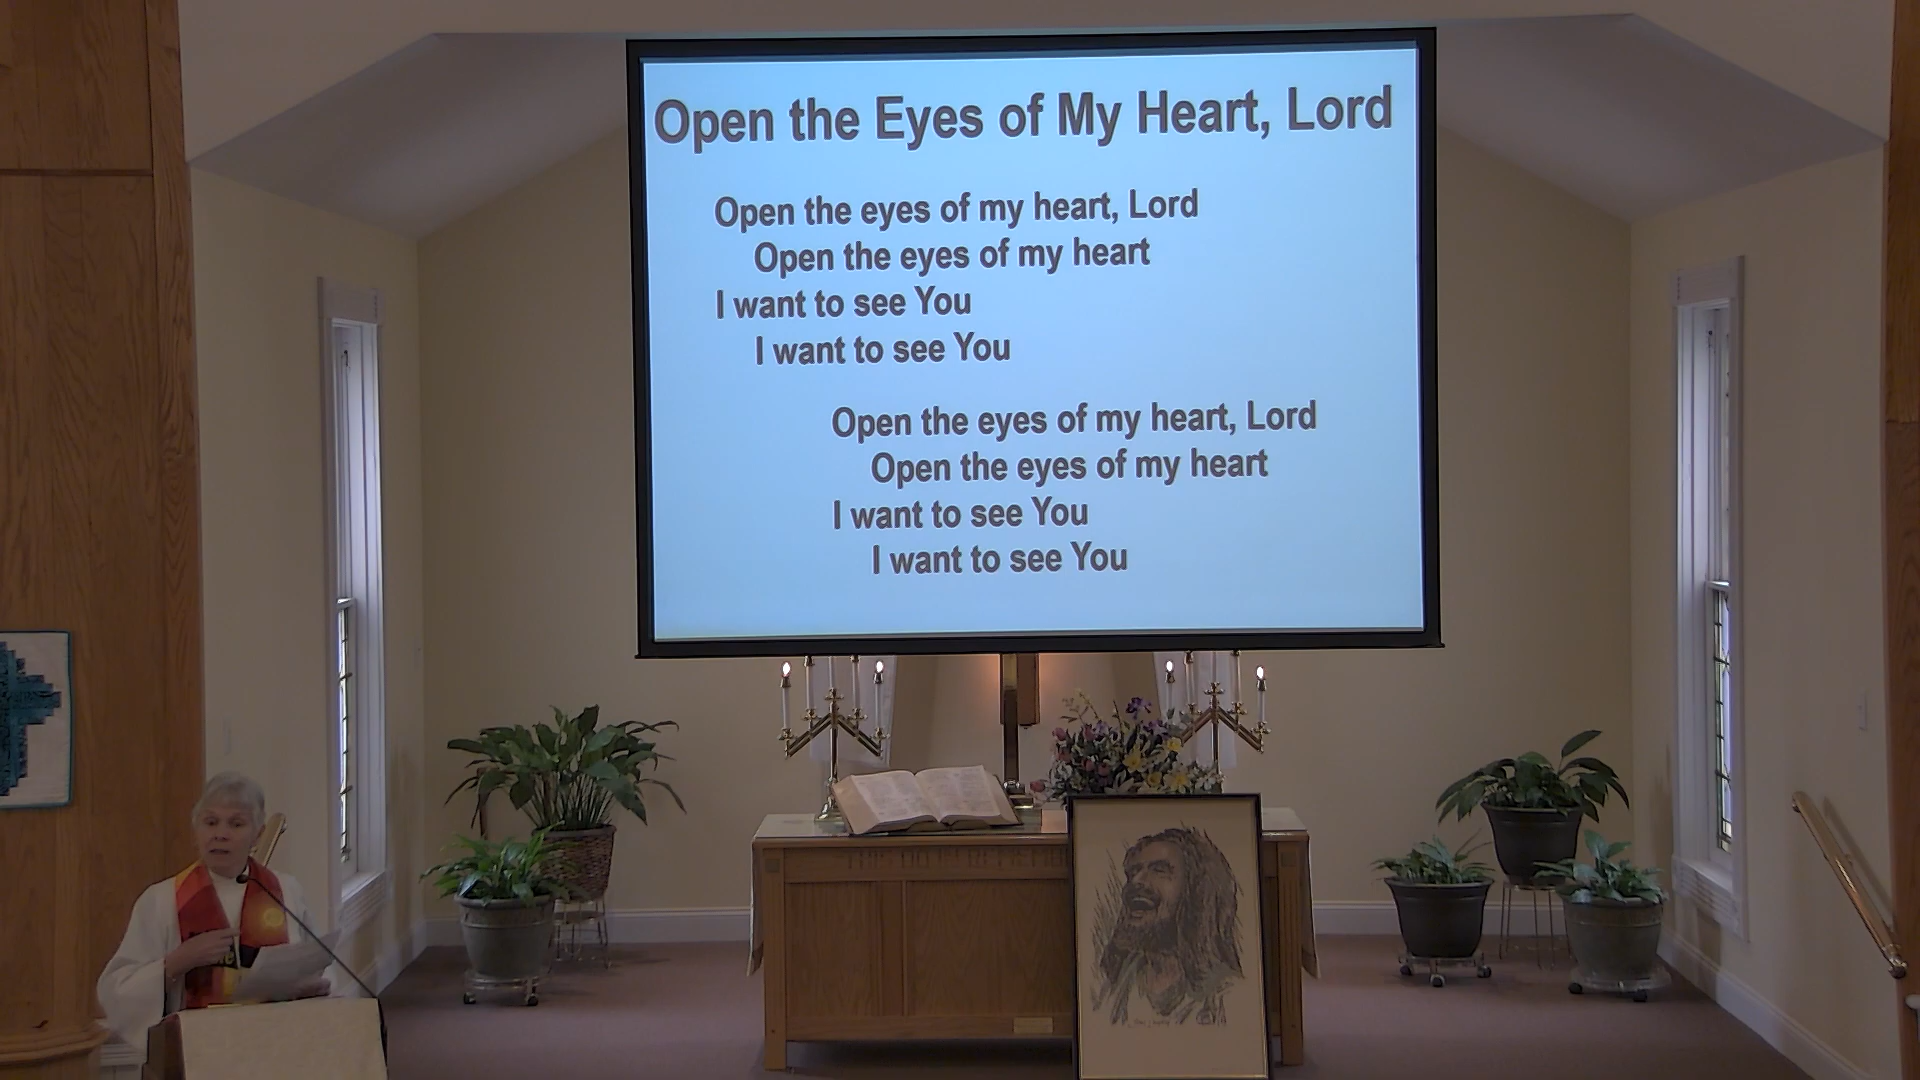 Open the Eyes of My Heart, Lord
Open the eyes of my heart, Lord
Open the eyes of my heart
I want to see You
I want to see You
Open the eyes of my heart, Lord
Open the eyes of my heart
I want to see You
I want to see You